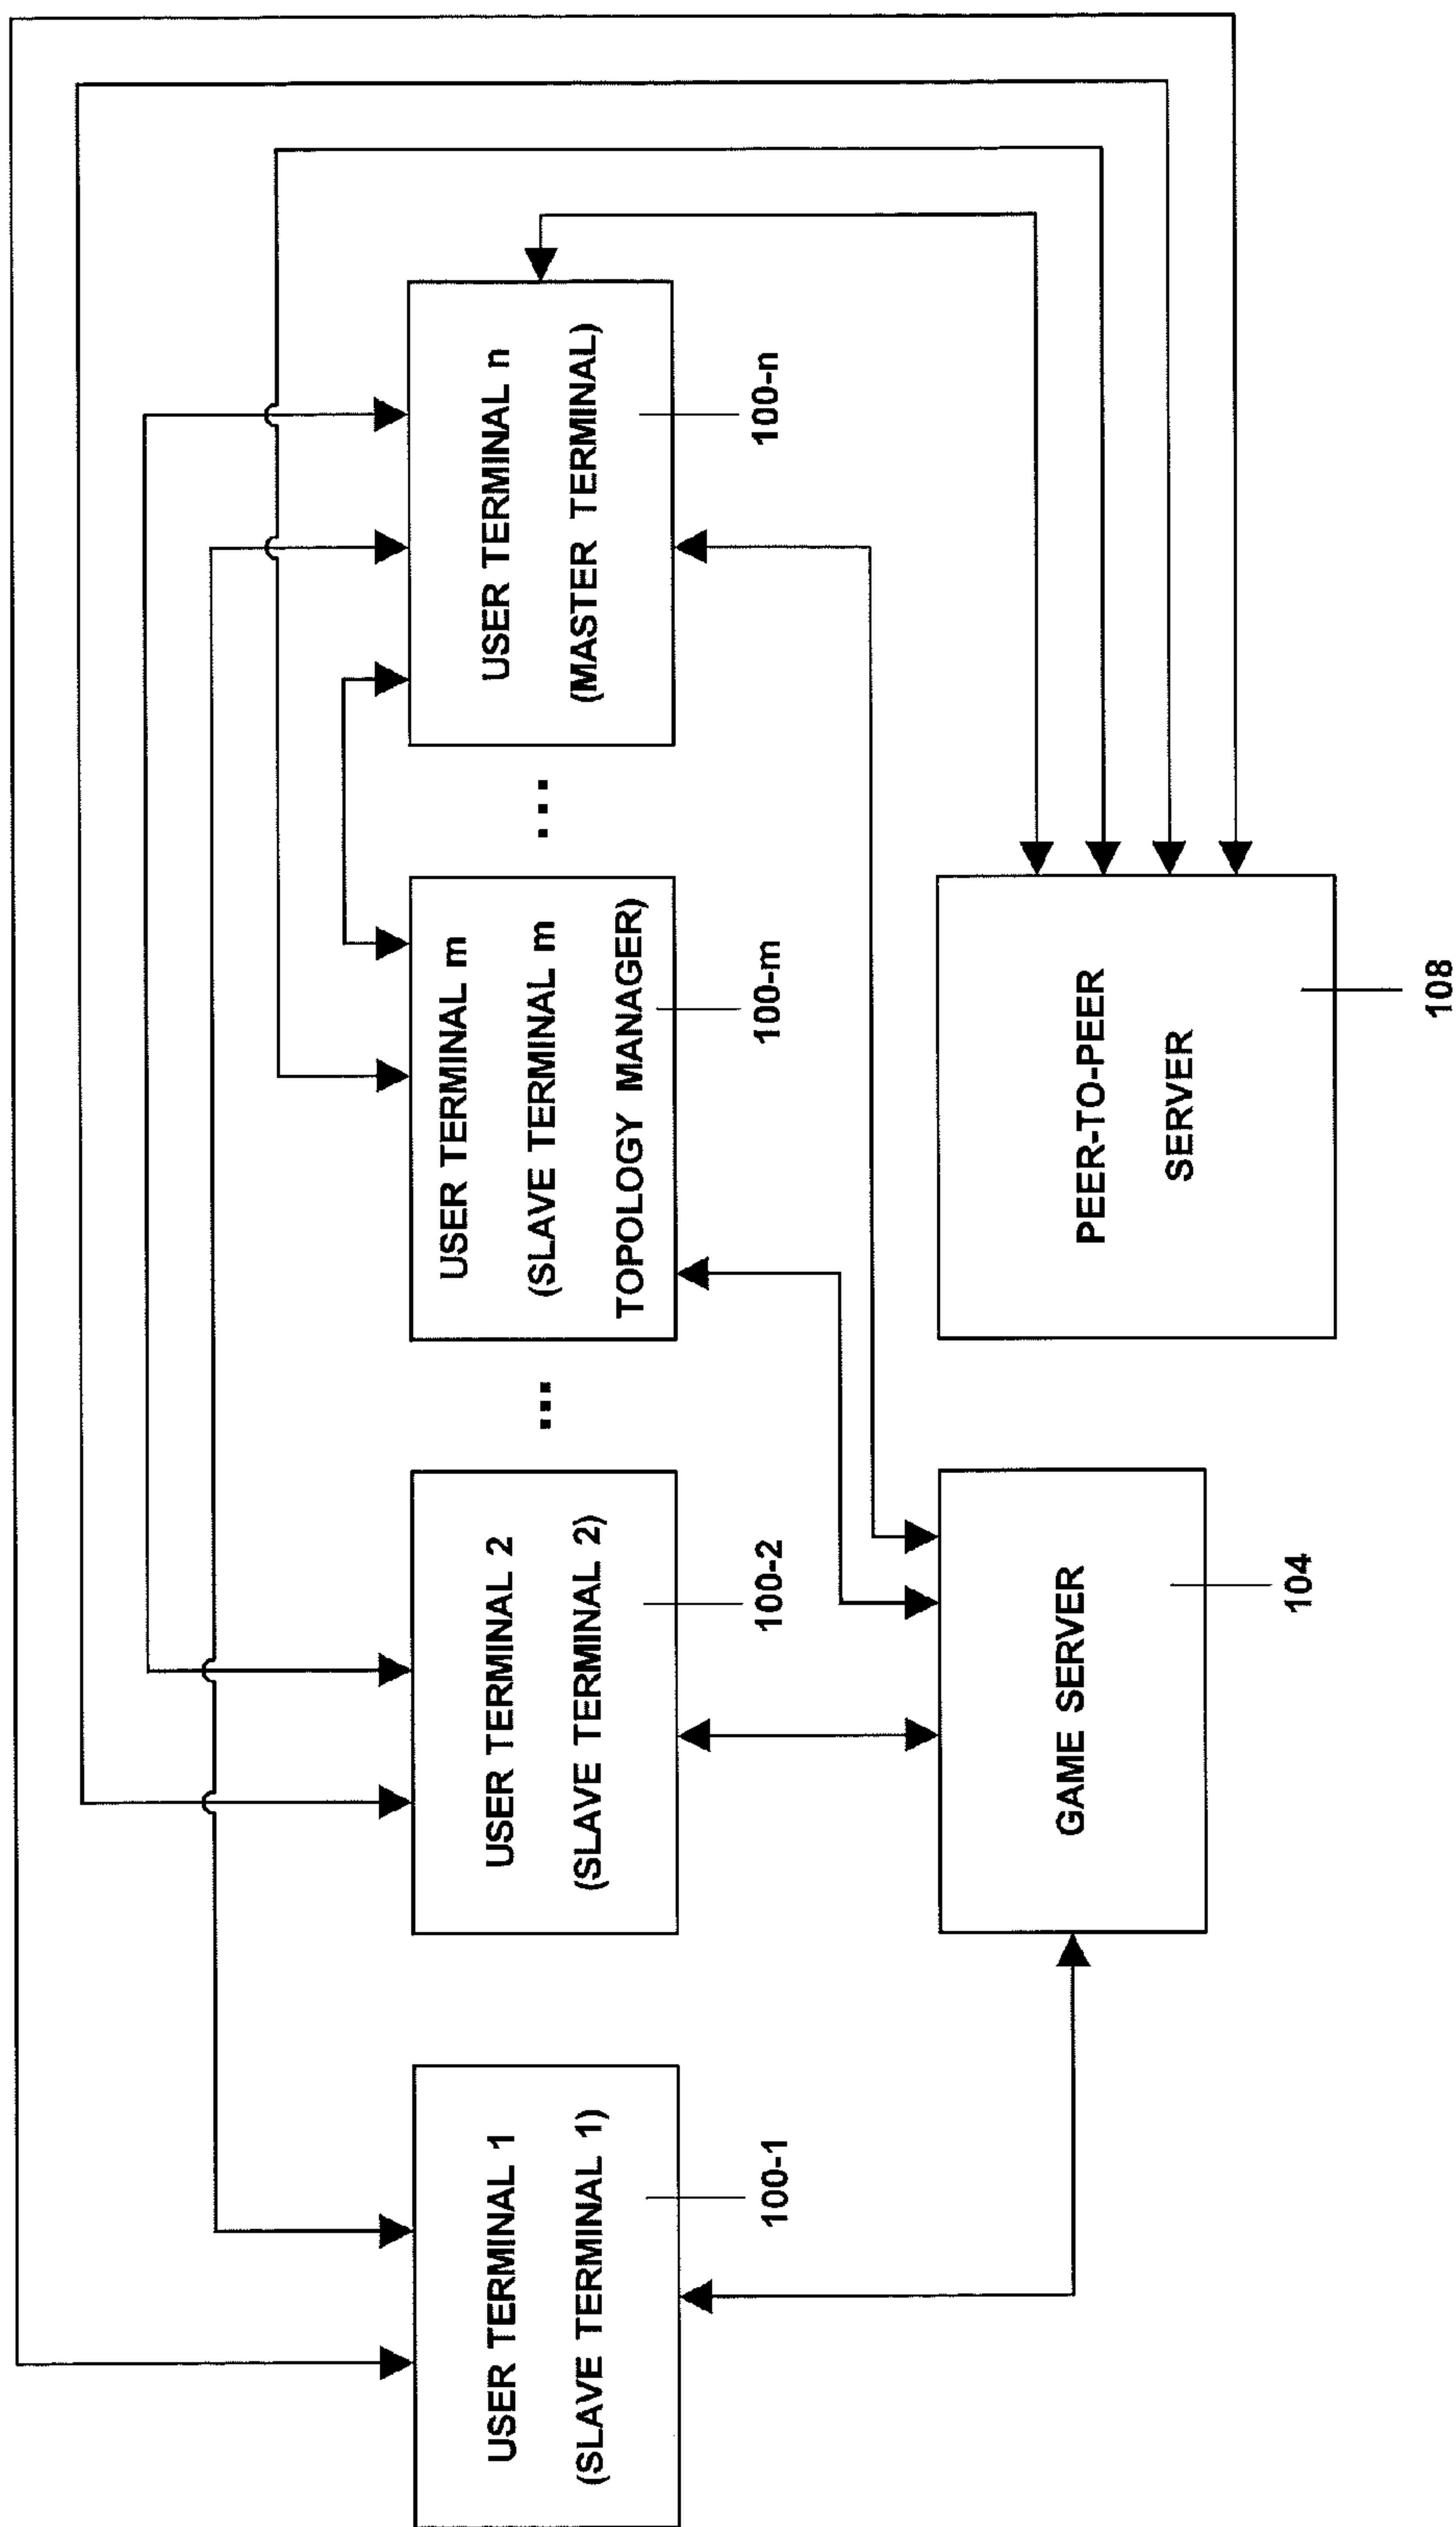 USER TERMINAL 1
(SLAVE TERMINAL 1)
100-1
USER TERMINAL 2
(SLAVE TERMINAL 2)
100-2
...
USER TERMINAL m
(SLAVE TERMINAL m
TOPOLOGY MANAGER)
100-m
...
USER TERMINAL n
(MASTER TERMINAL)
100-n
GAME SERVER
104
PEER-TO-PEER
SERVER
108